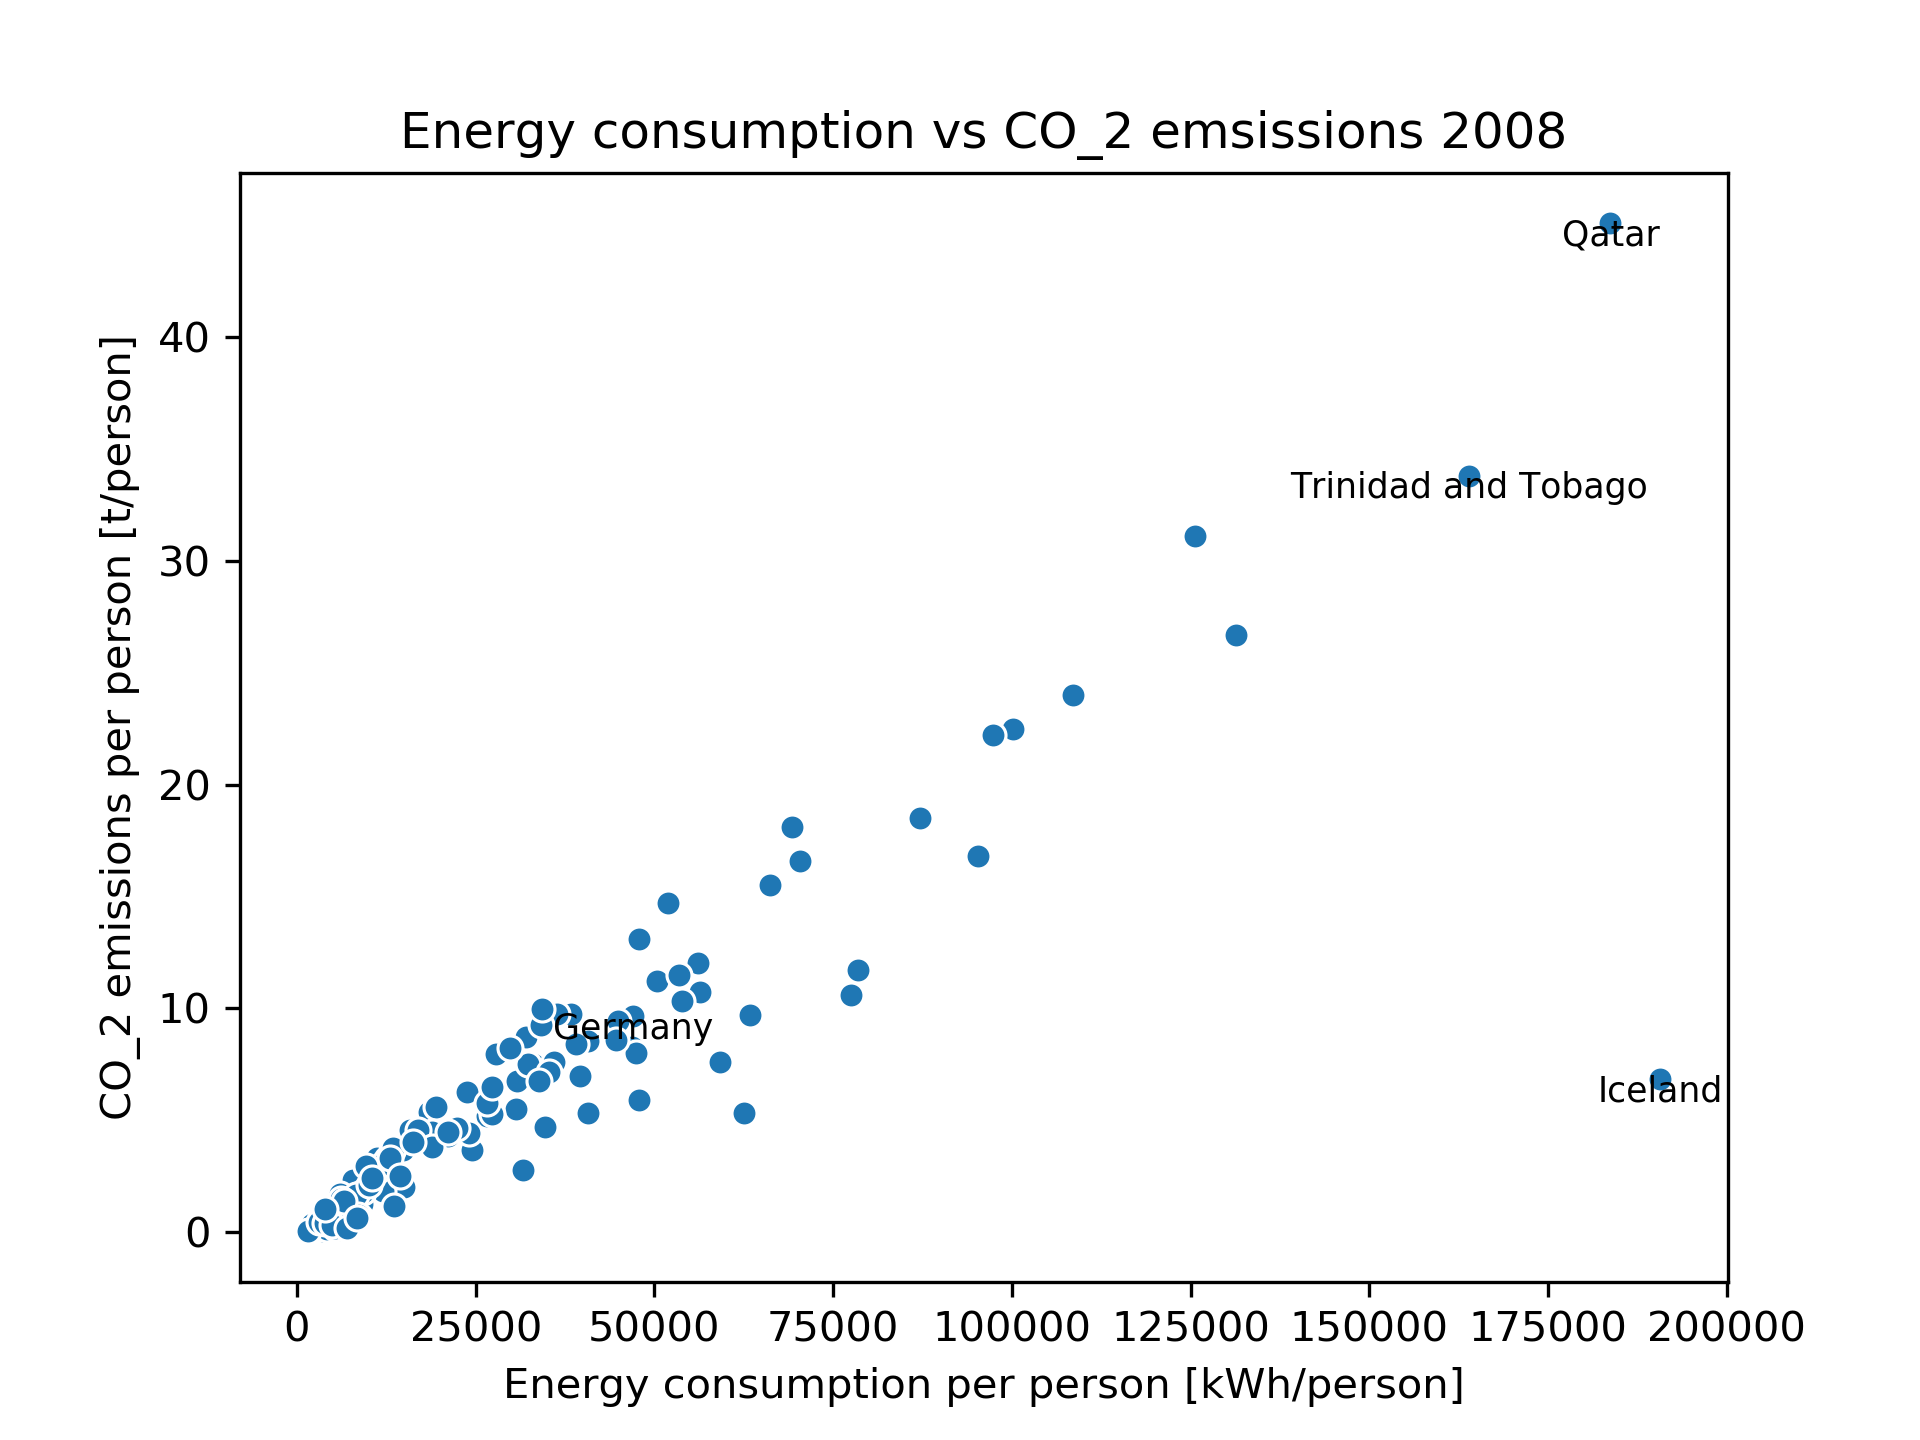 Energy consumption vs CO_2 emsissions 2008
Qatar
Trinidad and Tobago
Germany
Iceland
CO_2 emissions per person [t/person]
40
30
20
10
0
0 25000 50000 75000 100000 125000 150000 175000 200000
Energy consumption per person [kWh/person]